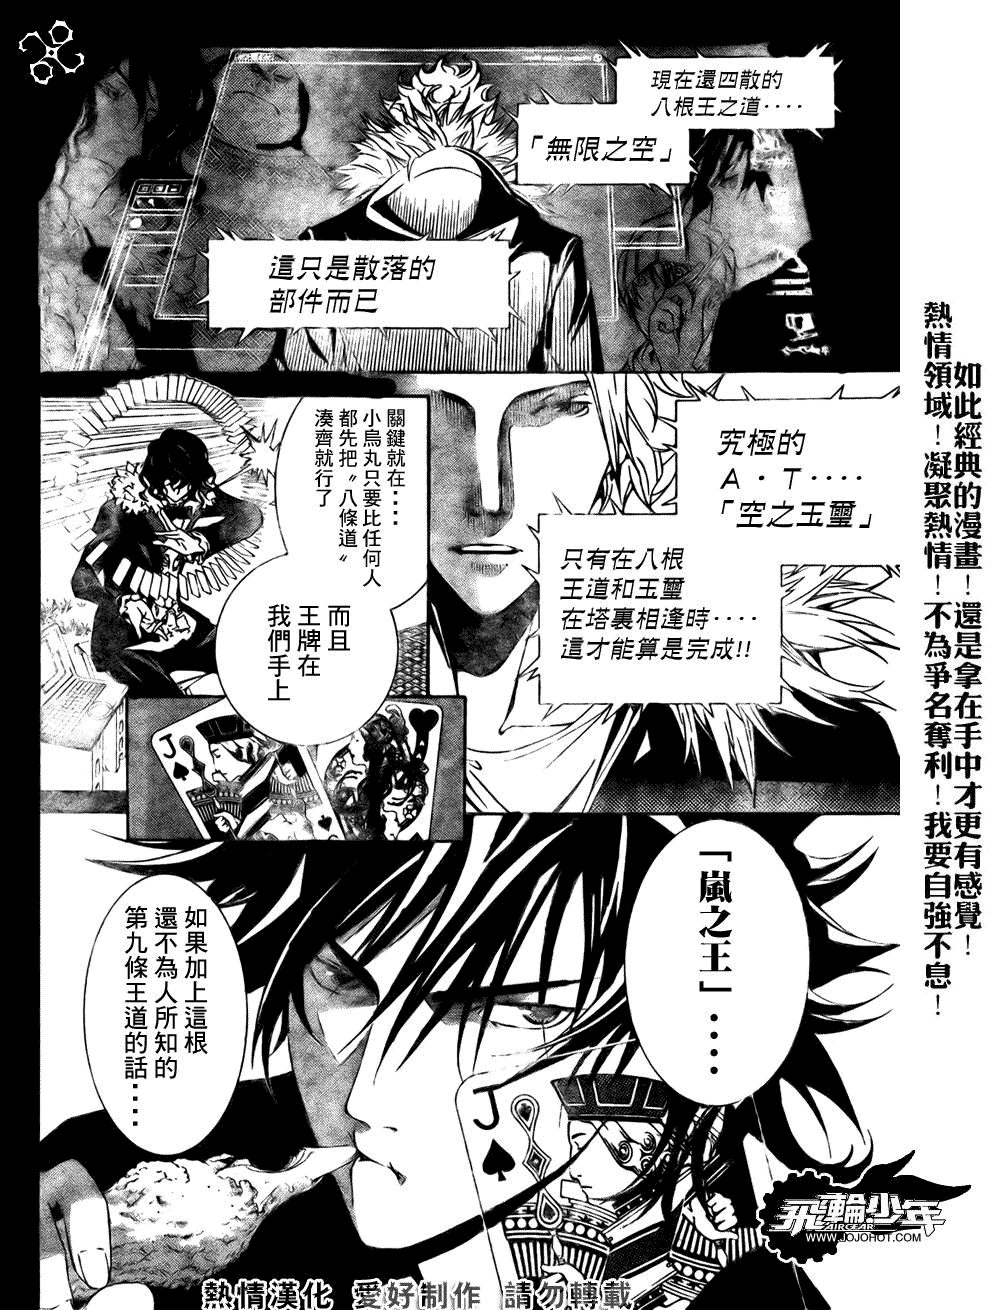 現在還四散的
八根王之道‥‥
「無限之空」
這只是散落的
部件而已
究極的
A・T‥‥
「空之玉璽」
只有在八根
王道和玉璽
在塔裏相逢時‥‥
這才能算是完成!!
關鍵就在‥‥
小烏丸只要比任何人
都先把〝八條道〞
湊齊就行了
而且
王牌在
我們手上
J
J
「嵐之王」‥‥
如果加上這根
還不為人所知的
第九條王道的話‥‥
如此經典的漫畫！還是拿在手中才更有感覺！
熱情領域！凝聚熱情！不為爭名奪利！我要自強不息！
飛輪少年
AIRGEAR
WWW.JOJOHOT.COM
熱情漢化 愛好制作 請勿轉載